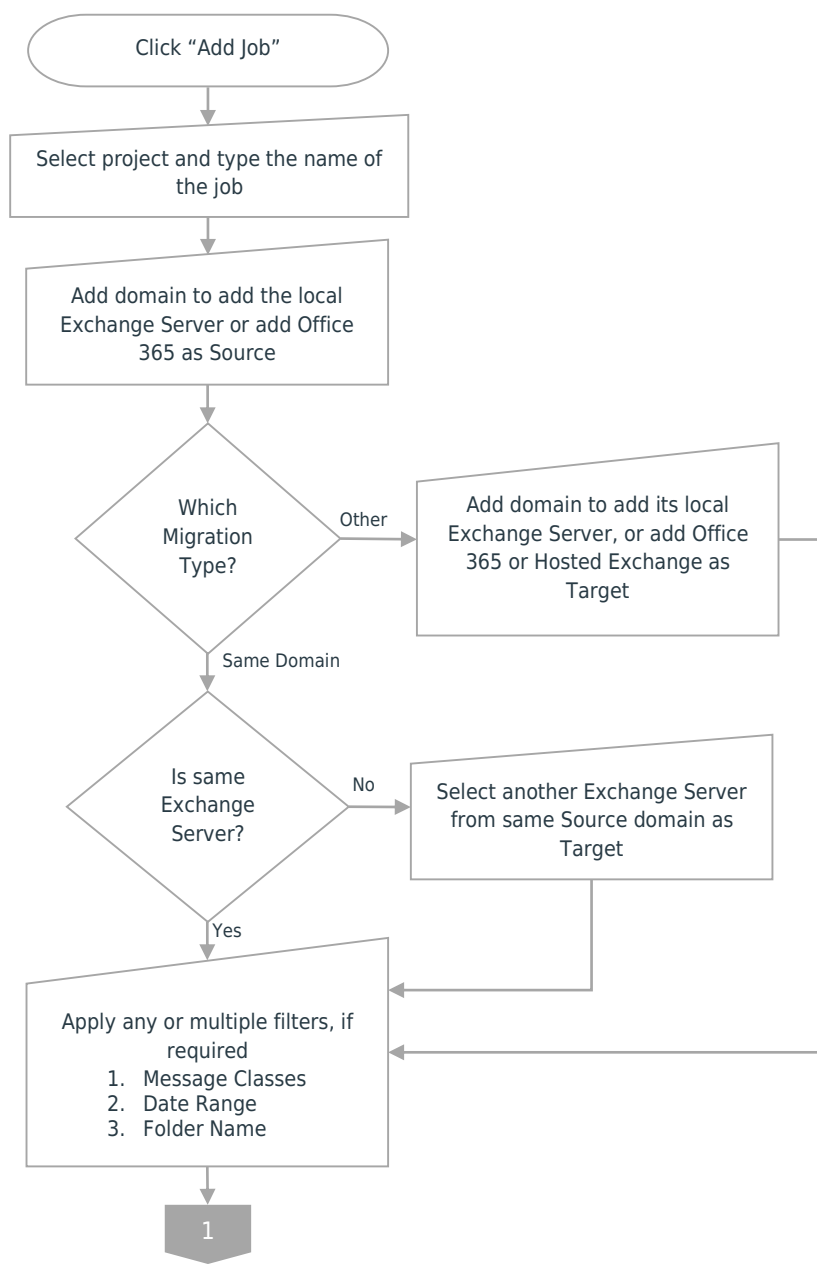 Click “Add Job”
Select project and type the name of
the job
Add domain to add the local
Exchange Server or add Office
365 as Source
Which
Migration
Type?
Other
Add domain to add its local
Exchange Server, or add Office
365 or Hosted Exchange as
Target
Same Domain
Is same
Exchange
Server?
No
Select another Exchange Server
from same Source domain as
Target
Yes
Apply any or multiple filters, if
required
1. Message Classes
2. Date Range
3. Folder Name
1